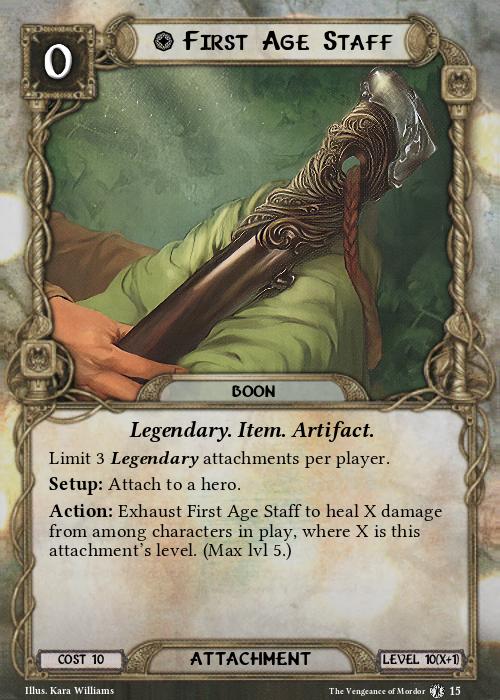 0
First Age Staff
BOON
Legendary. Item. Artifact.
Limit 3 Legendary attachments per player.
Setup: Attach to a hero.
Action: Exhaust First Age Staff to heal X damage
from among characters in play, where X is this
attachment's level. (Max lvl 5.)
COST 10
ATTACHMENT
LEVEL 10(X+1)
Illus. Kara Williams
The Vengeance of Mordor 15